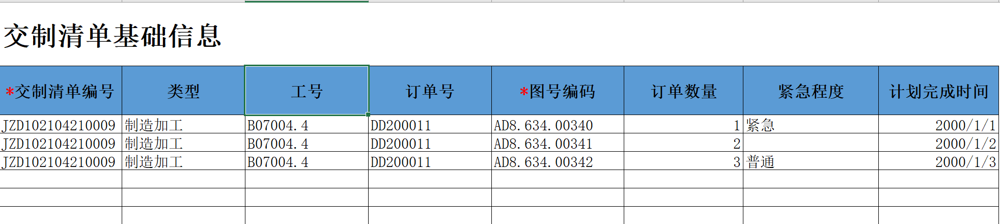 交制清单基础信息
*交制清单编号 类型 工号 订单号 *图号编码 订单数量 紧急程度 计划完成时间
JZD102104210009 制造加工 B07004.4 DD200011 AD8.634.00340 1 紧急 2000/1/1
JZD102104210009 制造加工 B07004.4 DD200011 AD8.634.00341 2 2000/1/2
JZD102104210009 制造加工 B07004.4 DD200011 AD8.634.00342 3 普通 2000/1/3